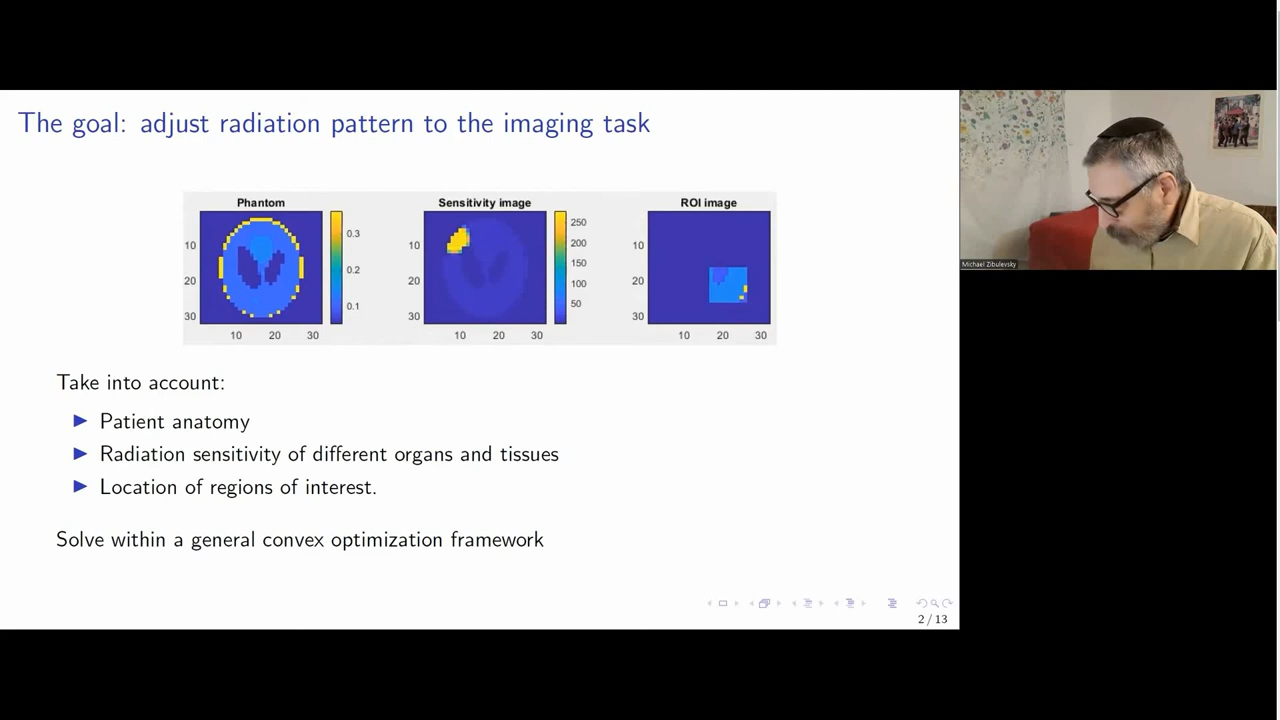 The goal: adjust radiation pattern to the imaging task
Phantom
Sensitivity image
ROI image
10
20
30
10 20 30
0.3
0.2
0.1
10
20
30
10 20 30
250
200
150
100
50
10
20
30
10 20 30
Take into account:
Patient anatomy
Radiation sensitivity of different organs and tissues
Location of regions of interest.
Solve within a general convex optimization framework
2 / 13
Michael Zibulevsky